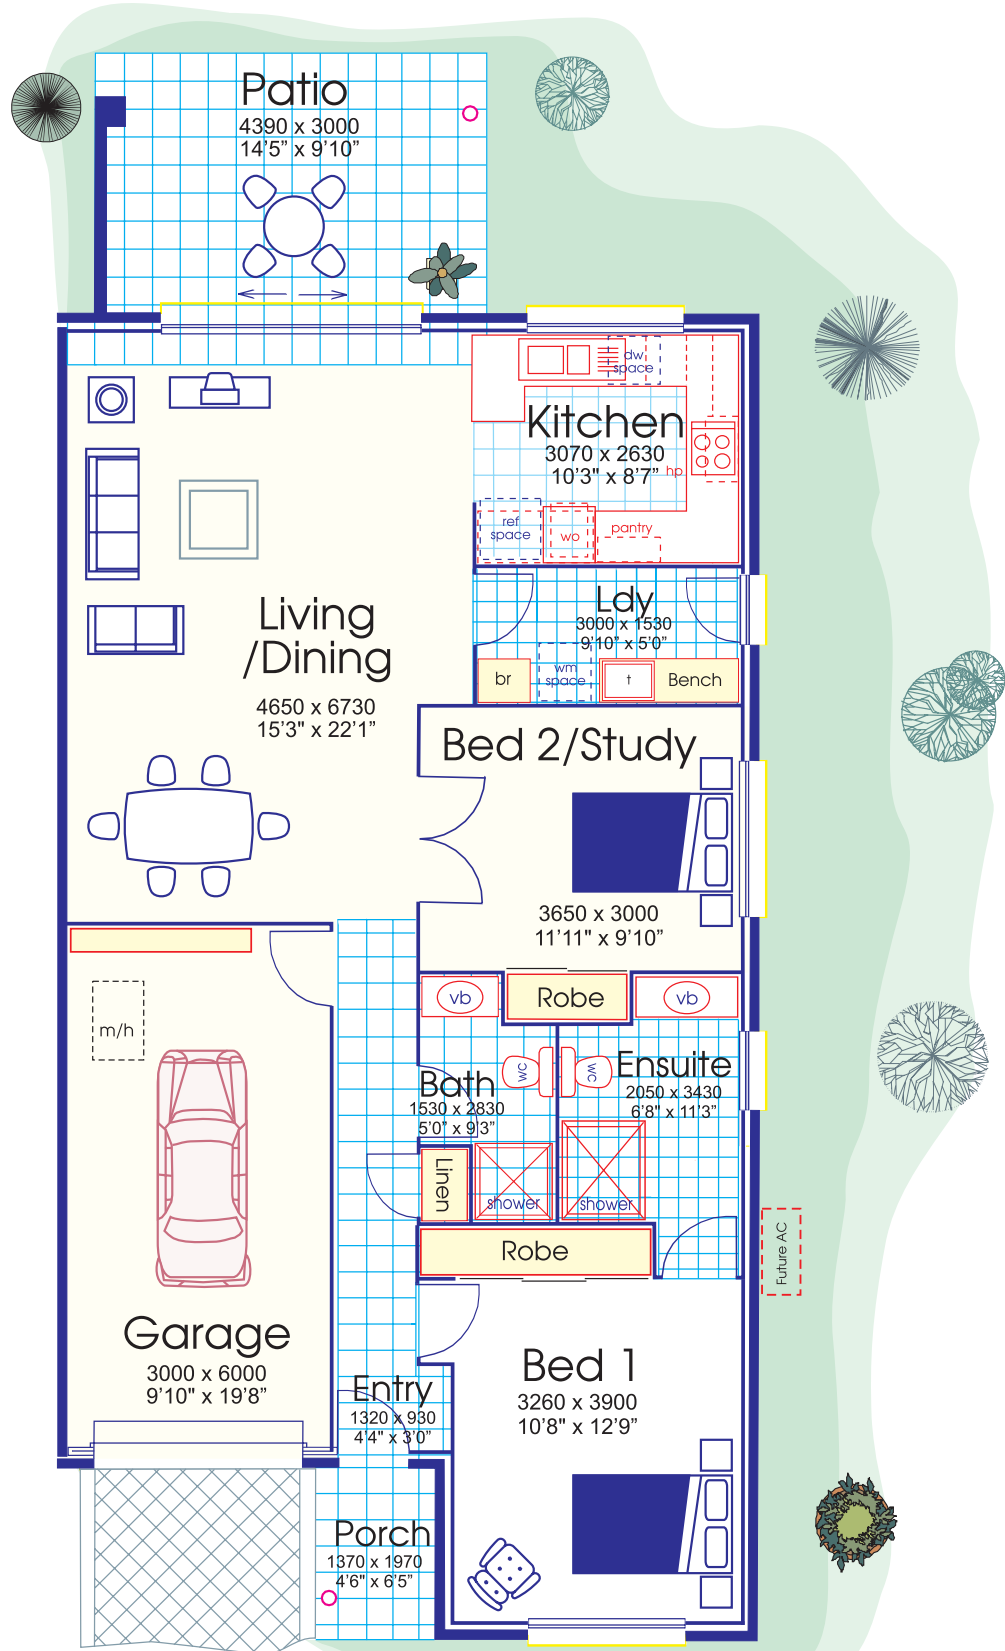 Patio
4390 x 3000
14'5" x 9'10"
dw
space
Kitchen
3070 x 2630
10'3" x 8'7"
hp
ref
space
wo
pantry
Ldy
3000 x 1530
9'10" x 5'0"
br
wm
space
t
Bench
Living
/Dining
4650 x 6730
15'3" x 22'1"
Bed 2/Study
3650 x 3000
11'11" x 9'10"
vb
Robe
vb
m/h
wc
wc
Bath
1530 x 2830
5'0" x 9'3"
Ensuite
2050 x 3430
6'8" x 11'3"
Linen
shower
shower
Robe
Future AC
Garage
3000 x 6000
9'10" x 19'8"
Entry
1320 x 930
4'4" x 3'0"
Bed 1
3260 x 3900
10'8" x 12'9"
Porch
1370 x 1970
4'6" x 6'5"